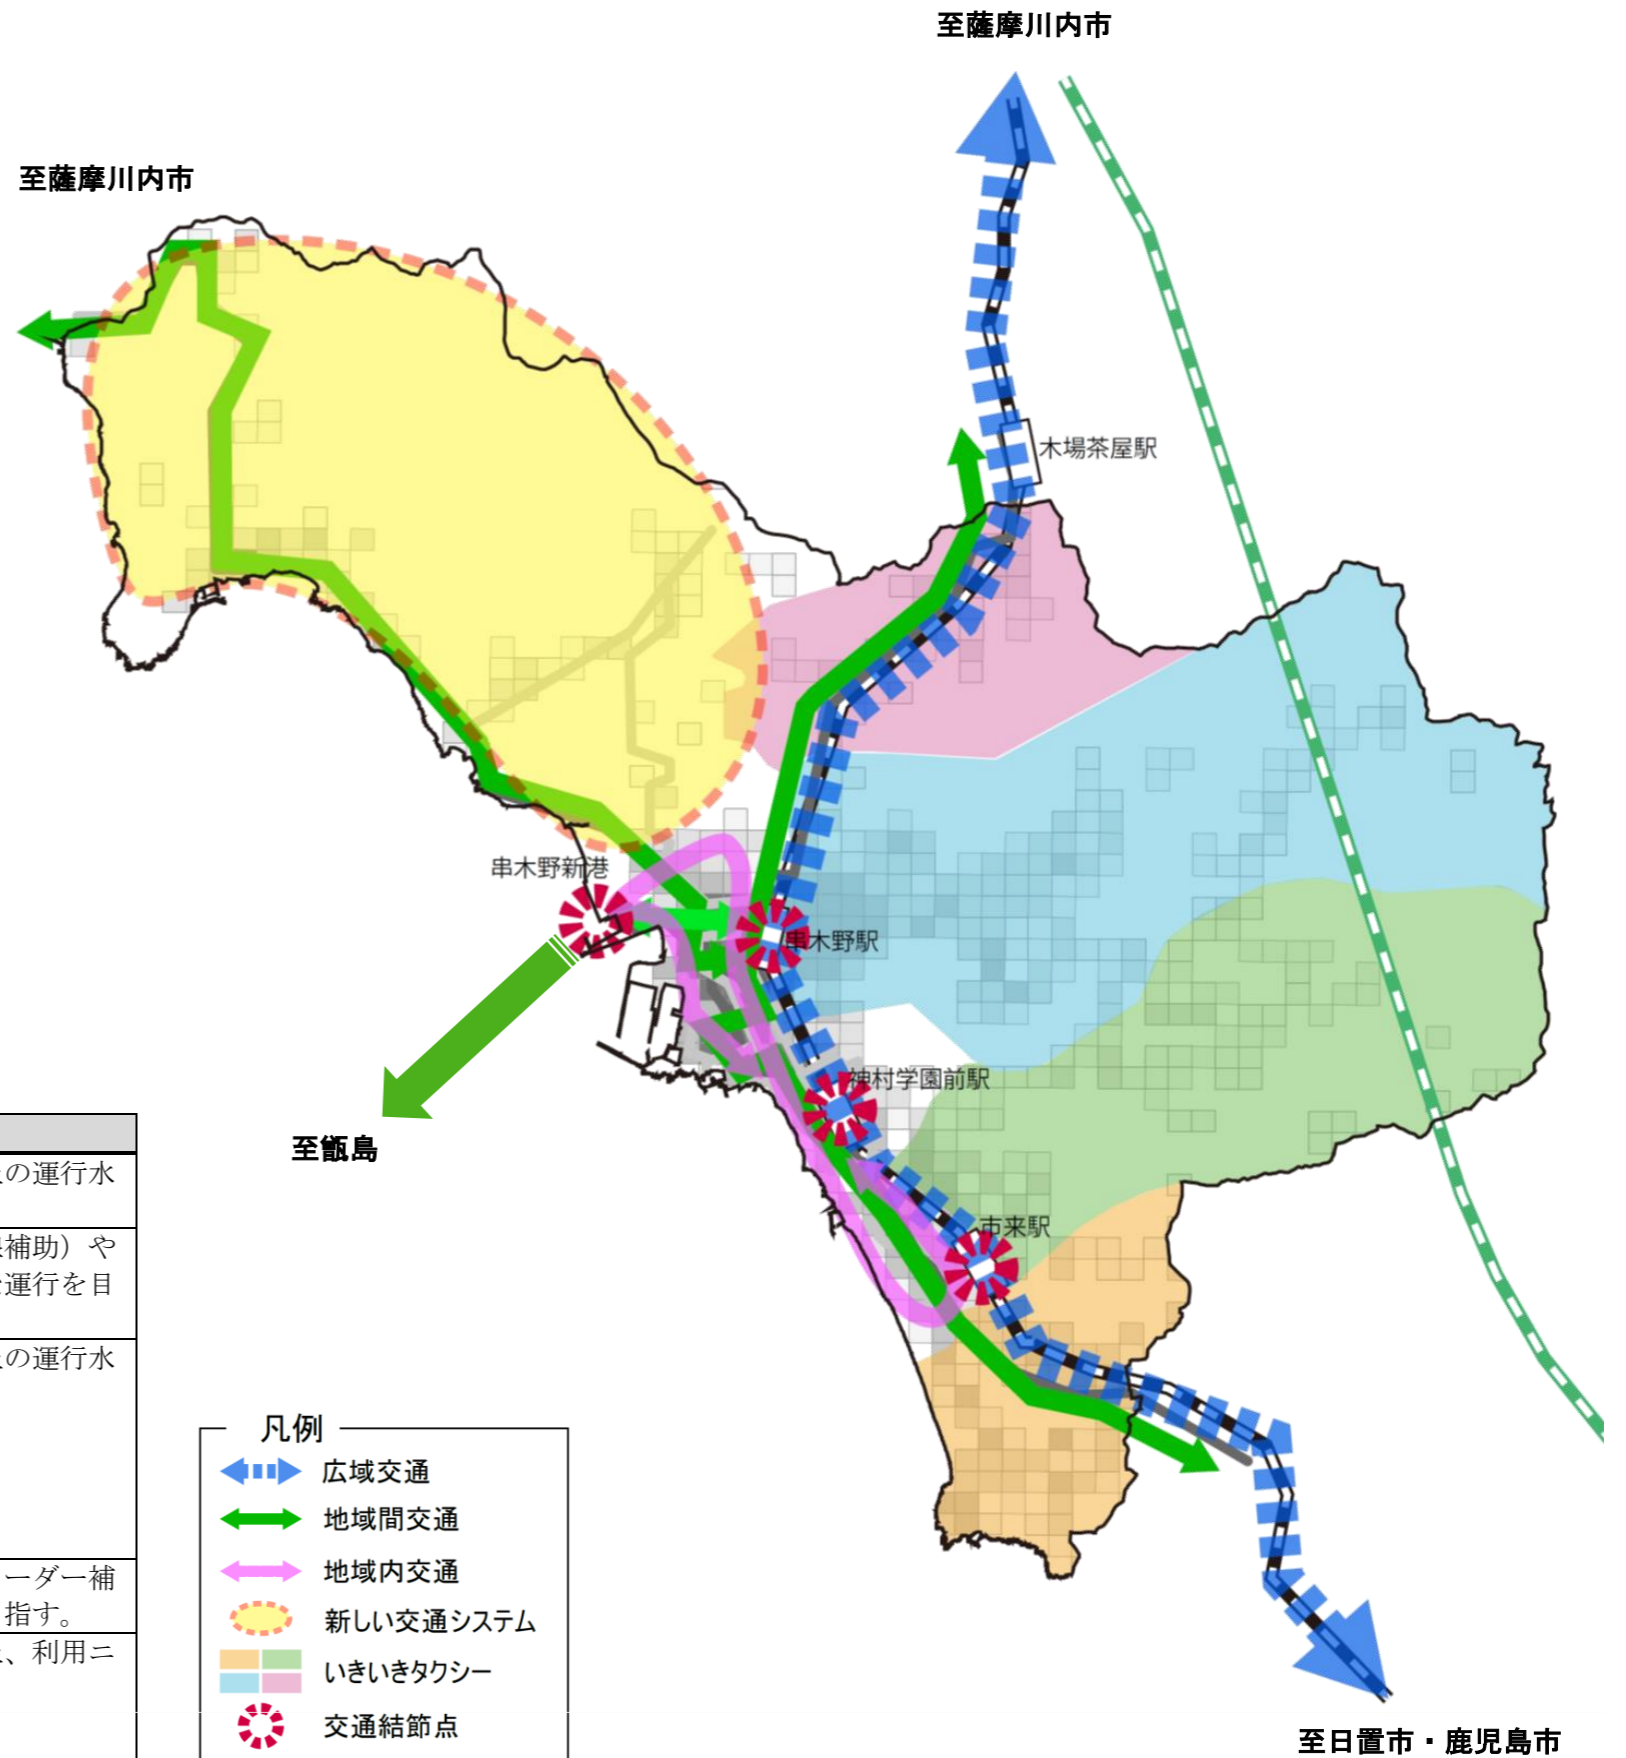 至薩摩川内市
至薩摩川内市
木場茶屋駅
串木野新港
串木野駅
神村学園前駅
至甑島
市来駅
の運行水
補助）や
運行を目
の運行水
ーダー補
指す。
、利用ニ
凡例
広域交通
地域間交通
地域内交通
新しい交通システム
いきいきタクシー
交通結節点
至日置市・鹿児島市